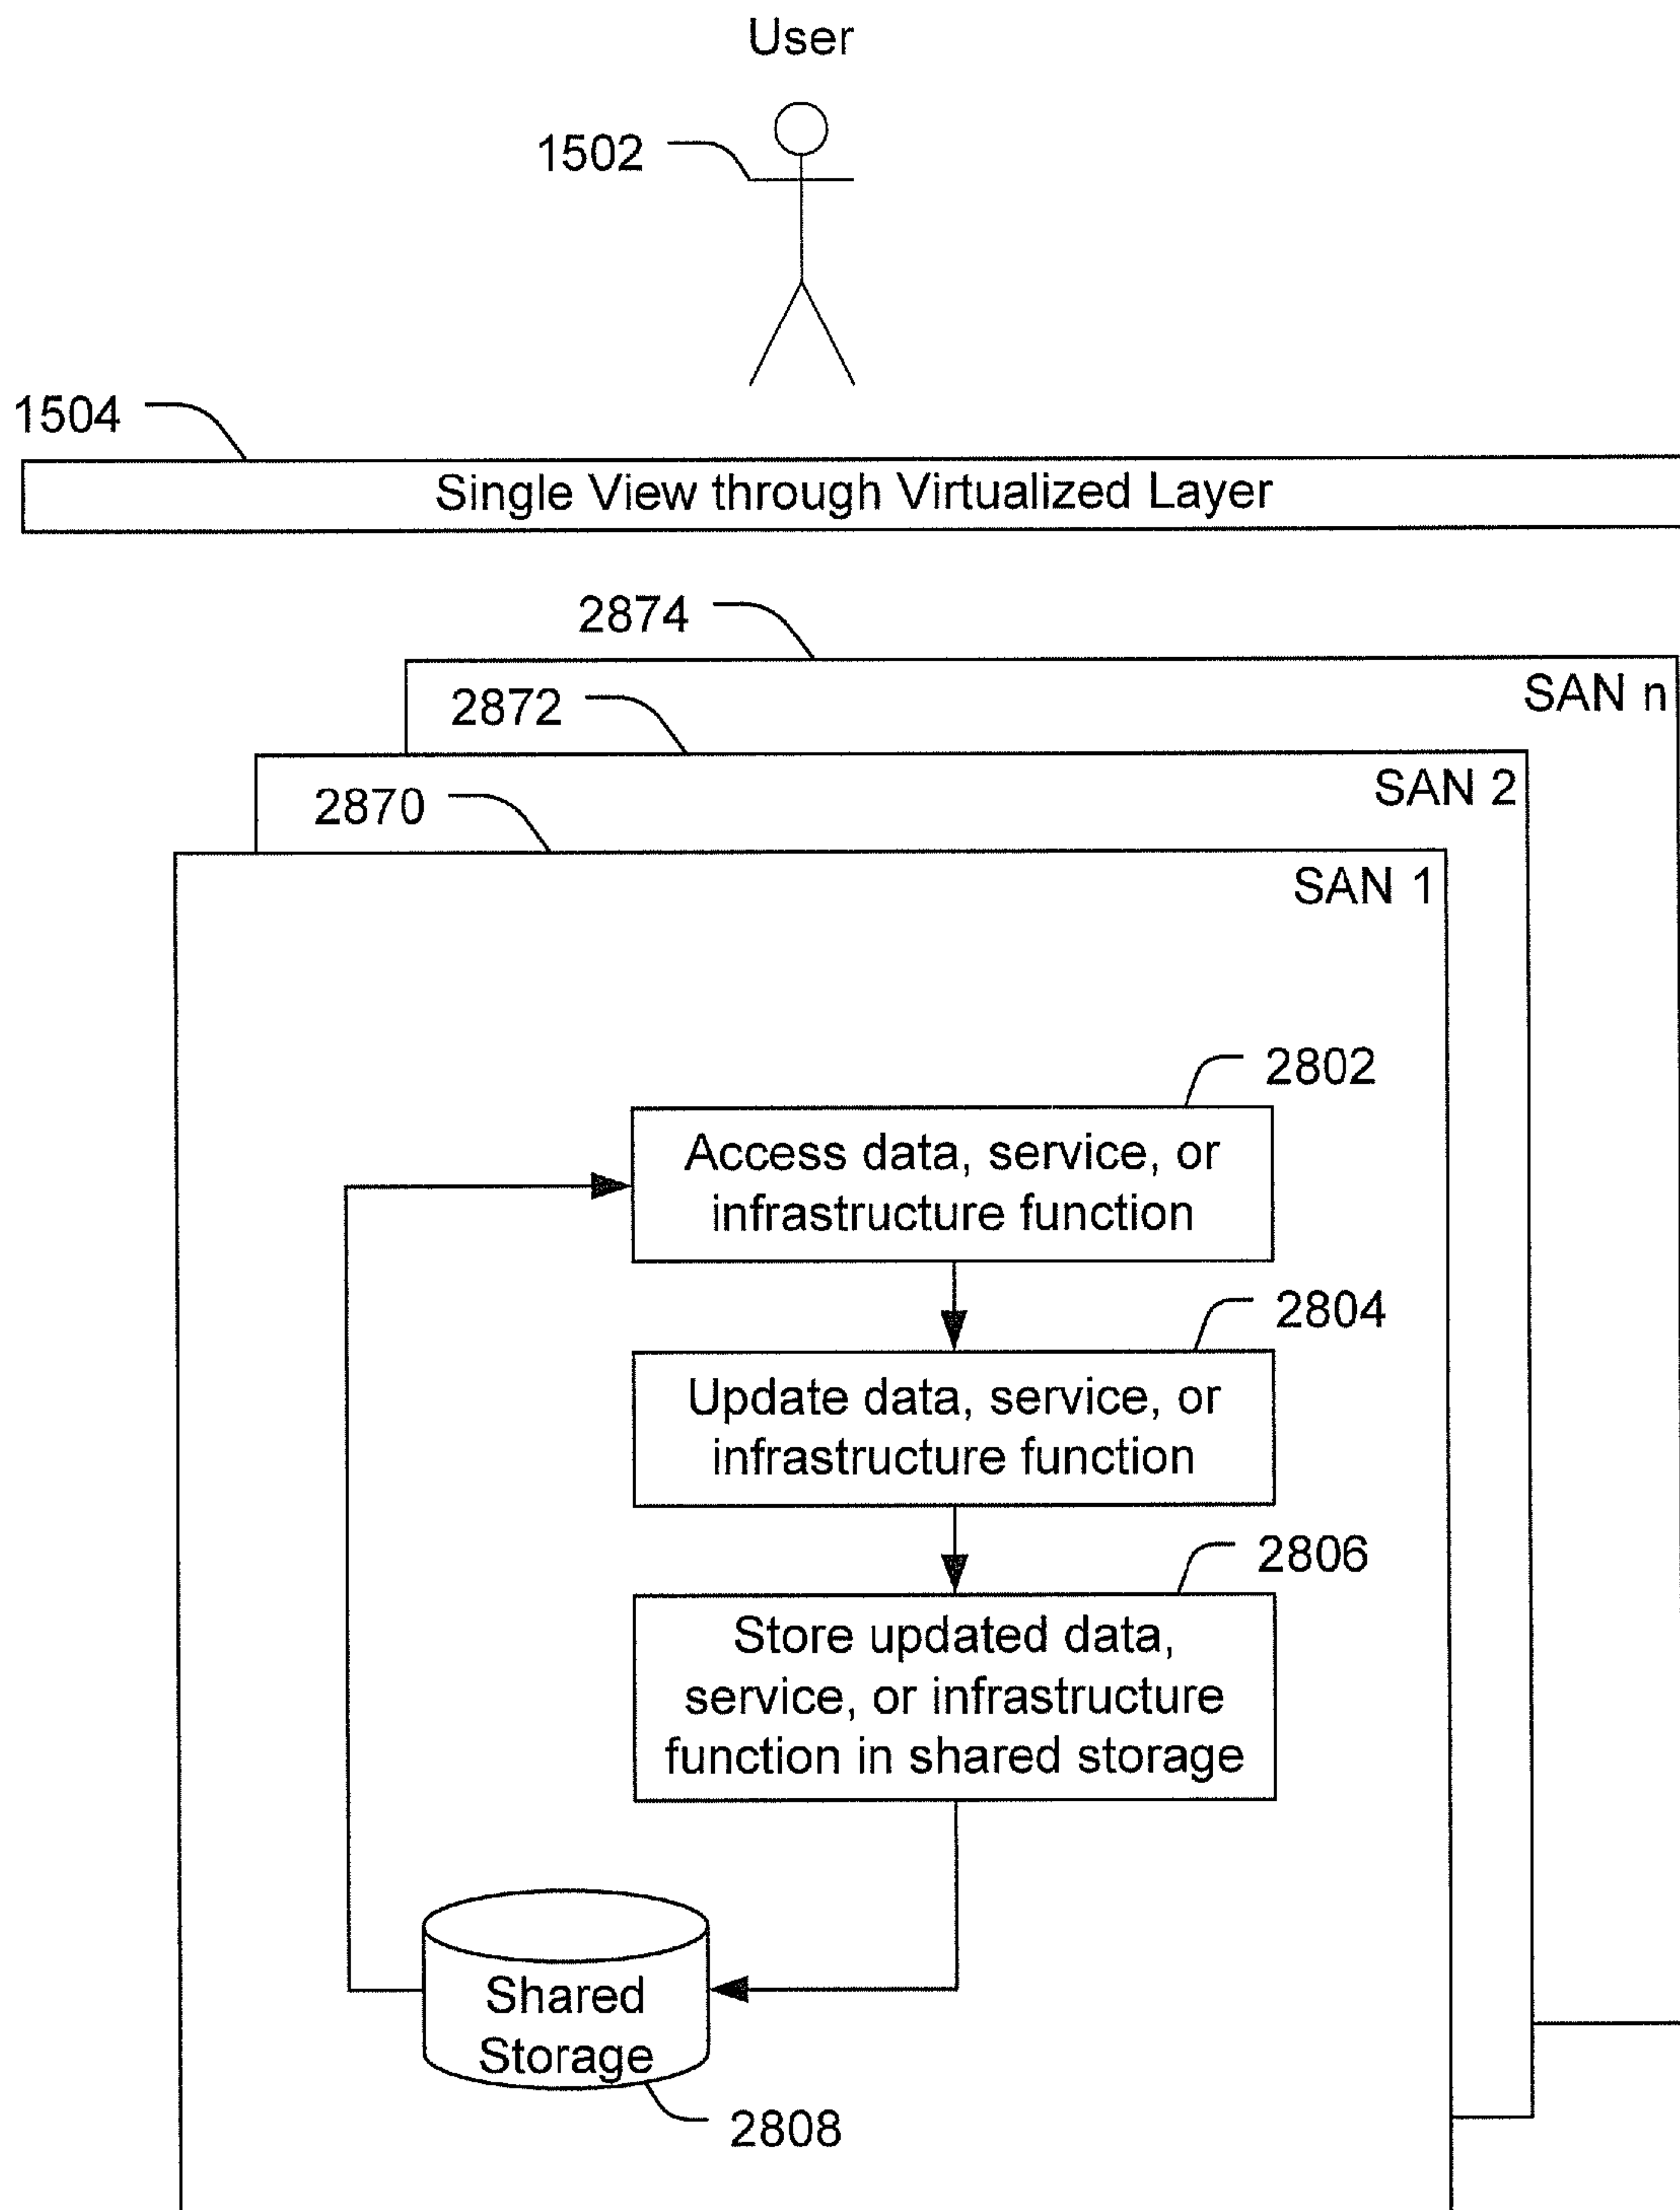 User
1502
1504
Single View through Virtualized Layer
2874
SAN n
2872
SAN 2
2870
SAN 1
2802
Access data, service, or
infrastructure function
2804
Update data, service, or
infrastructure function
2806
Store updated data,
service, or infrastructure
function in shared storage
Shared
Storage
2808